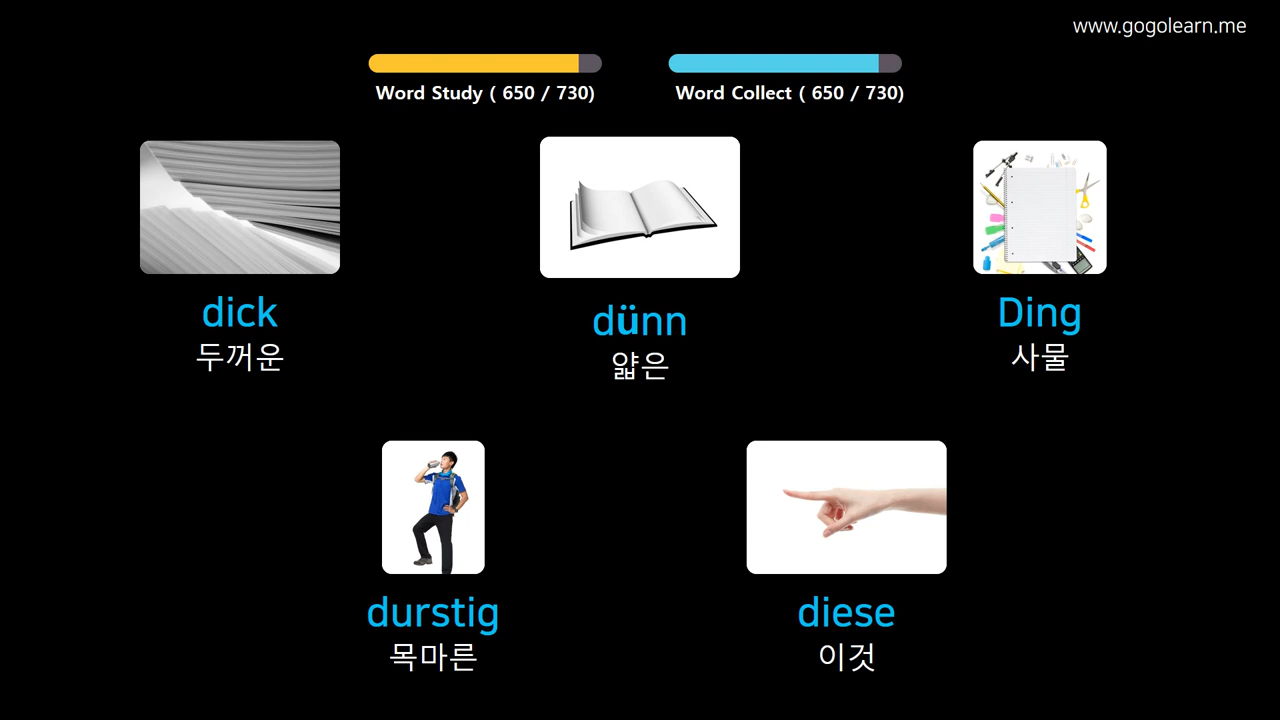 www.gogolearn.me
Word Study ( 650 / 730)
Word Collect ( 650 / 730)
dick
두꺼운
dünn
얇은
Ding
사물
durstig
목마른
diese
이것